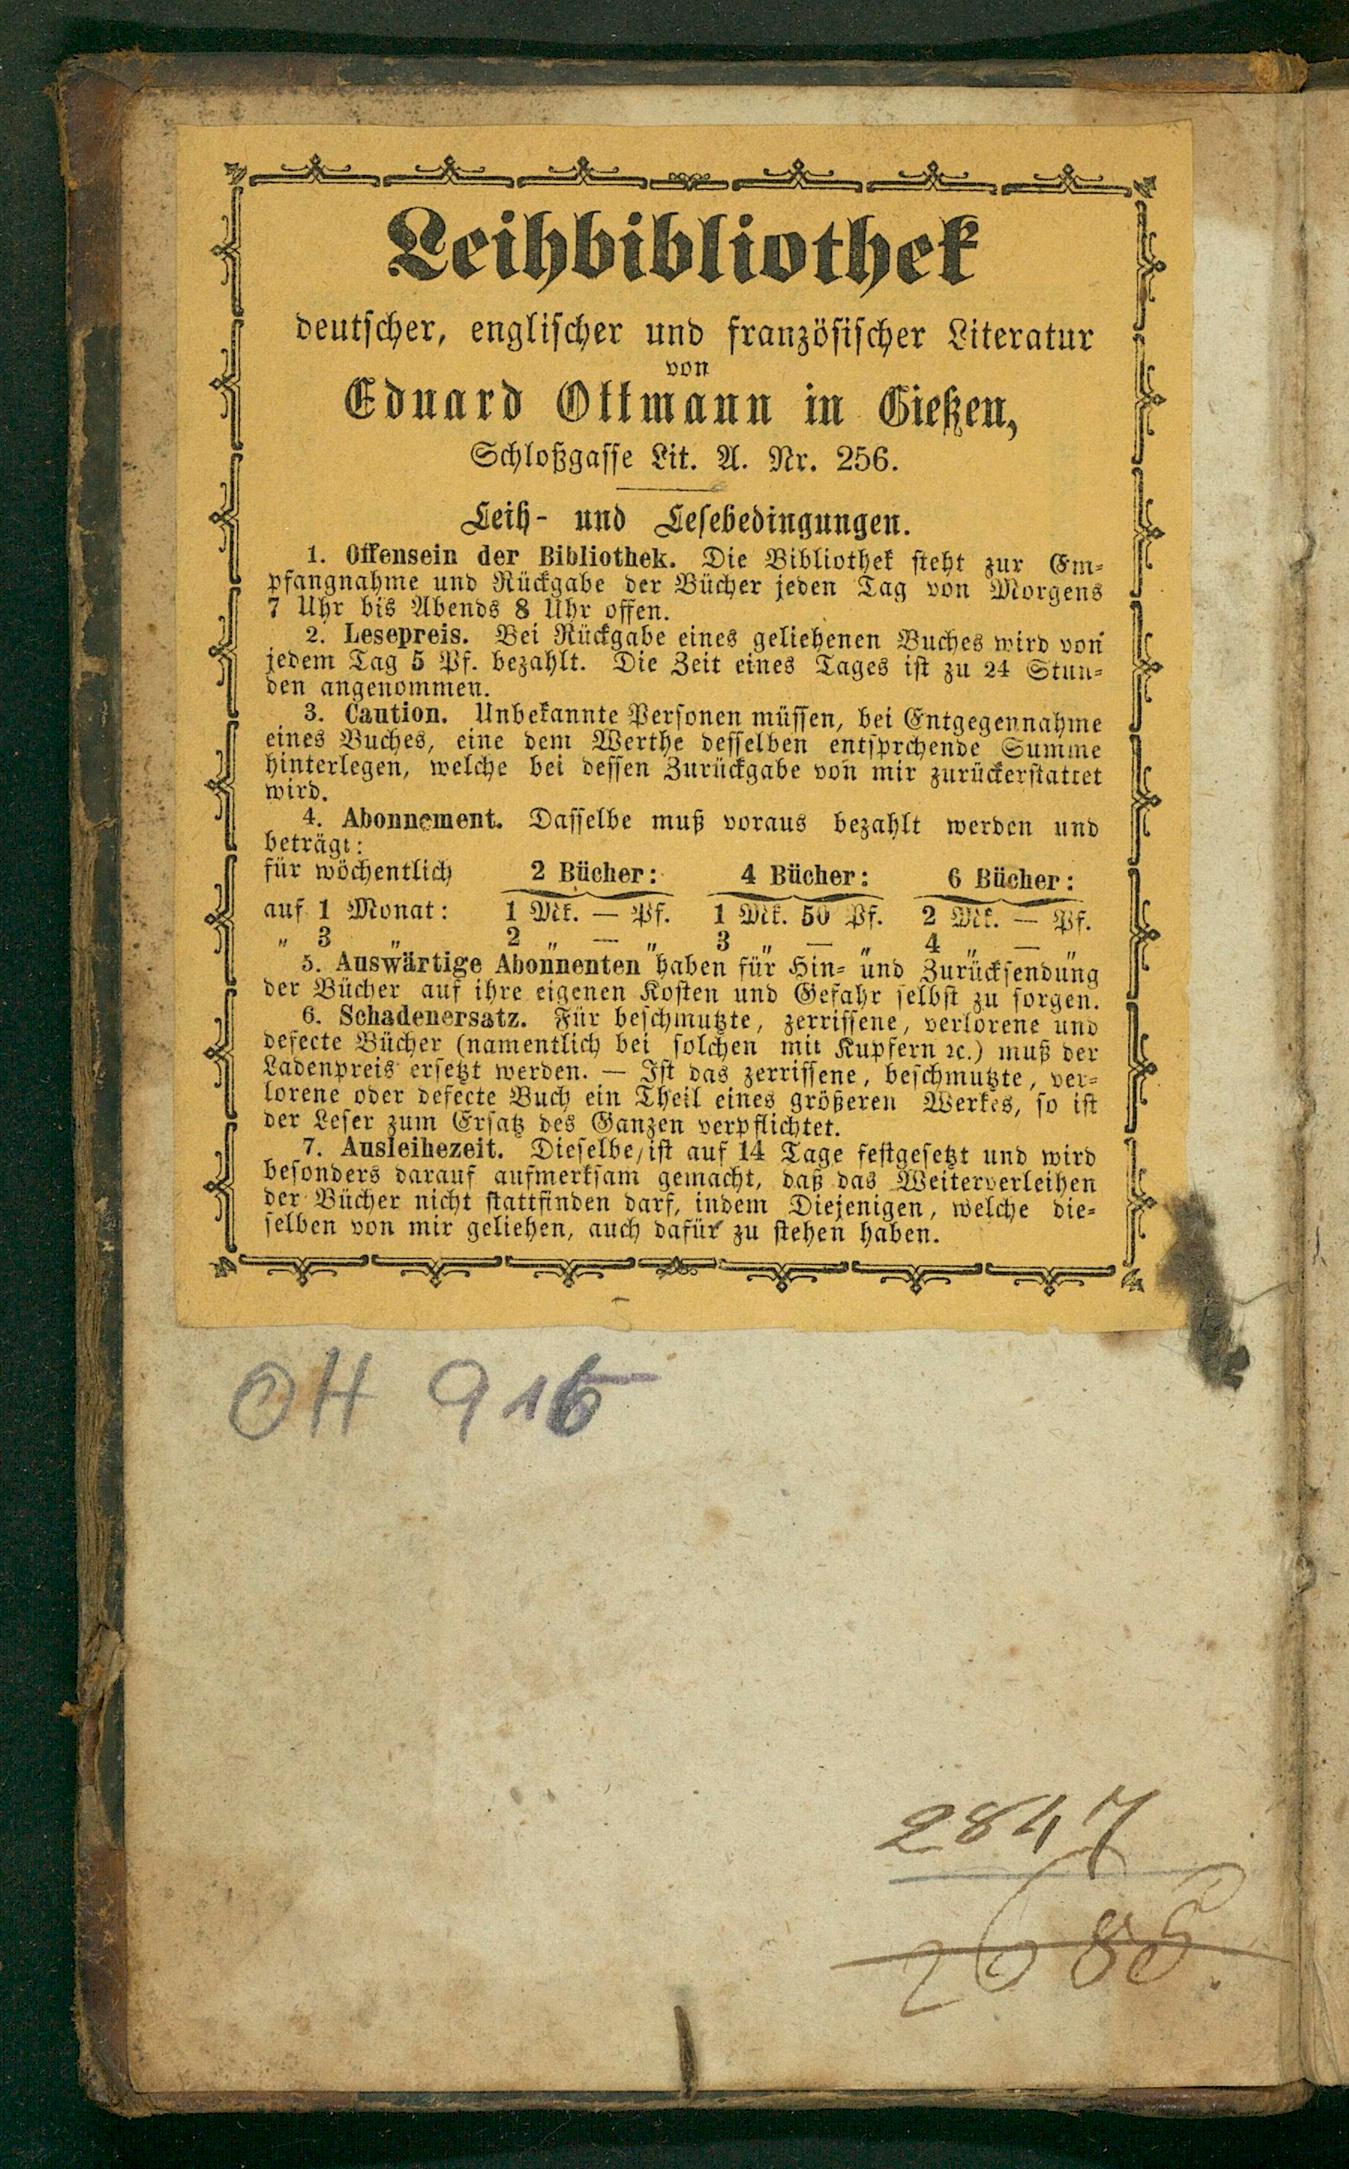 Leihbibliothek
deutscher, englischer und französischer Literatur
von
Eduard Ottmann in Gießen,
Schloßgasse Lit. A. Nr. 256.
Leih- und Lesebedingungen.
1. Offensein der Bibliothek. Die Bibliothek steht zur Em-
pfangnahme und Rückgabe der Bücher jeden Tag von Morgens
7 Uhr bis Abends 8 Uhr offen.
2. Lesepreis. Bei Rückgabe eines geliehenen Buches wird von
jedem Tag 5 Pf. bezahlt. Die Zeit eines Tages ist zu 24 Stun-
den angenommen.
3. Caution. Unbekannte Personen müssen, bei Entgegennahme
eines Buches, eine dem Werthe desselben entsprchende Summe
hinterlegen, welche bei dessen Zurückgabe von mir zurückerstattet
wird.
4. Abonnement. Dasselbe muß voraus bezahlt werden und
beträgt:
für wöchentlich 2 Bücher: 4 Bücher: 6 Bücher:
auf 1 Monat: 1 Mk. — Pf. 1 Mk. 50 Pf. 2 Mk. — Pf.
„ 3 „ 2 „ — „ 3 „ — „ 4 „ — „
5. Auswärtige Abonnenten haben für Hin- und Zurücksendung
der Bücher auf ihre eigenen Kosten und Gefahr selbst zu sorgen.
6. Schadenersatz. Für beschmutzte, zerrissene, verlorene und
defecte Bücher (namentlich bei solchen mit Kupfern ꝛc.) muß der
Ladenpreis ersetzt werden. — Ist das zerrissene, beschmutzte, ver-
lorene oder defecte Buch ein Theil eines größeren Werkes, so ist
der Leser zum Ersatz des Ganzen verpflichtet.
7. Ausleihezeit. Dieselbe ist auf 14 Tage festgesetzt und wird
besonders darauf aufmerksam gemacht, daß das Weiterverleihen
der Bücher nicht stattfinden darf, indem Diejenigen, welche die-
selben von mir geliehen, auch dafür zu stehen haben.
OH 916
2847
2685.